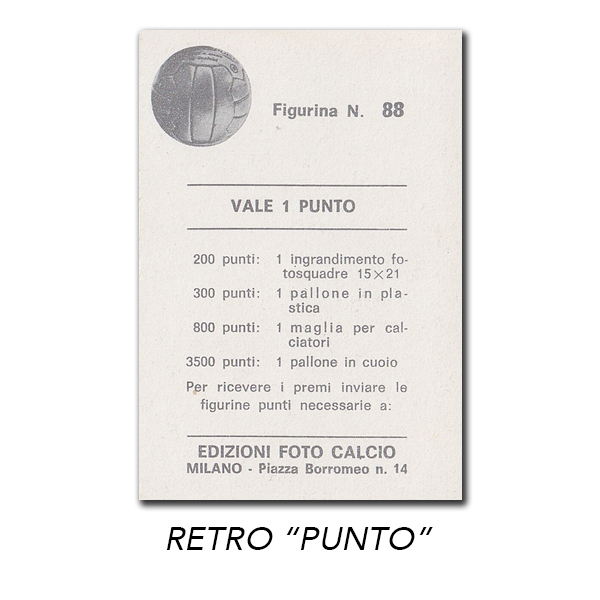 Figurina N. 88
VALE 1 PUNTO
200 punti: 1 ingrandimento fo-
tosquadre 15×21
300 punti: 1 pallone in pla-
stica
800 punti: 1 maglia per cal-
ciatori
3500 punti: 1 pallone in cuoio
Per ricevere i premi inviare le
figurine punti necessarie a:
EDIZIONI FOTO CALCIO
MILANO - Piazza Borromeo n. 14
RETRO “PUNTO”